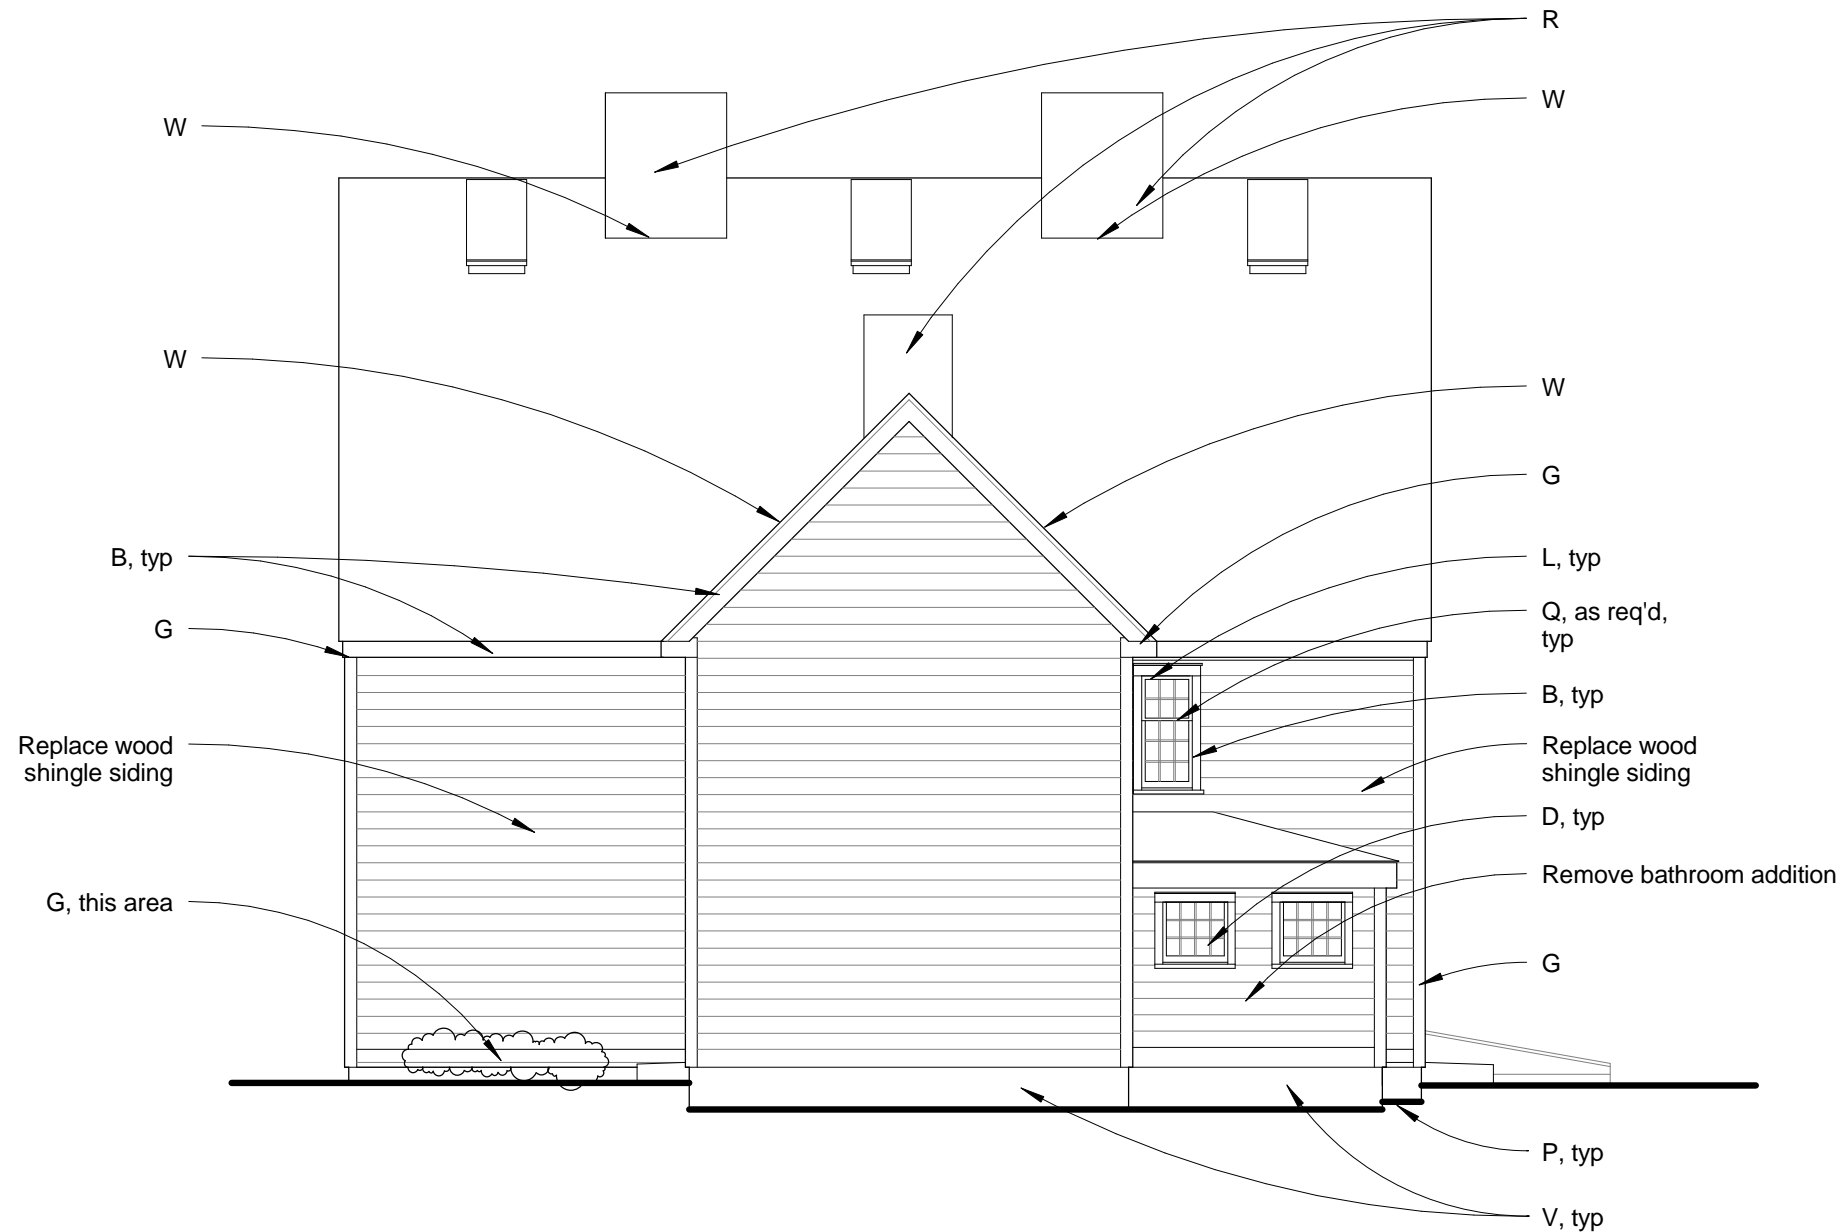 W
W
B, typ
G
Replace wood
shingle siding
G, this area
R
W
W
G
L, typ
Q, as req'd,
typ
B, typ
Replace wood
shingle siding
D, typ
Remove bathroom addition
G
P, typ
V, typ